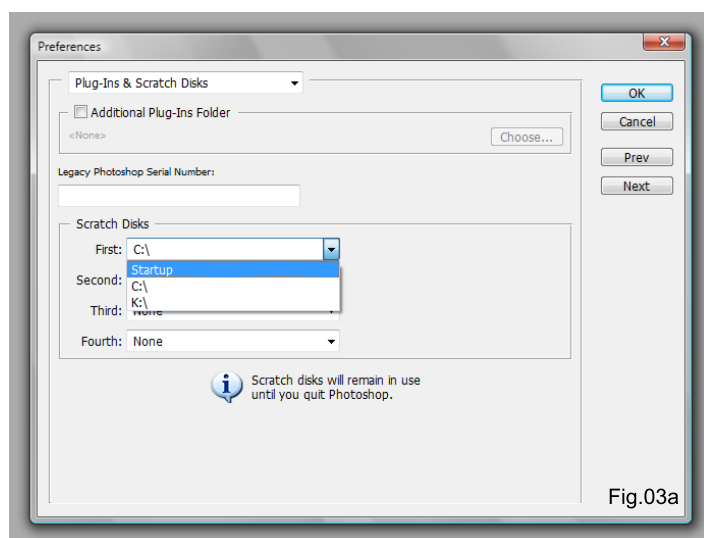 Preferences
Plug-Ins & Scratch Disks
OK
Additional Plug-Ins Folder
Cancel
<None>
Choose...
Prev
Legacy Photoshop Serial Number:
Next
Scratch Disks
First: C:\
Startup
Second: C:\
K:\
Third: None
Fourth: None
Scratch disks will remain in use
until you quit Photoshop.
Fig.03a